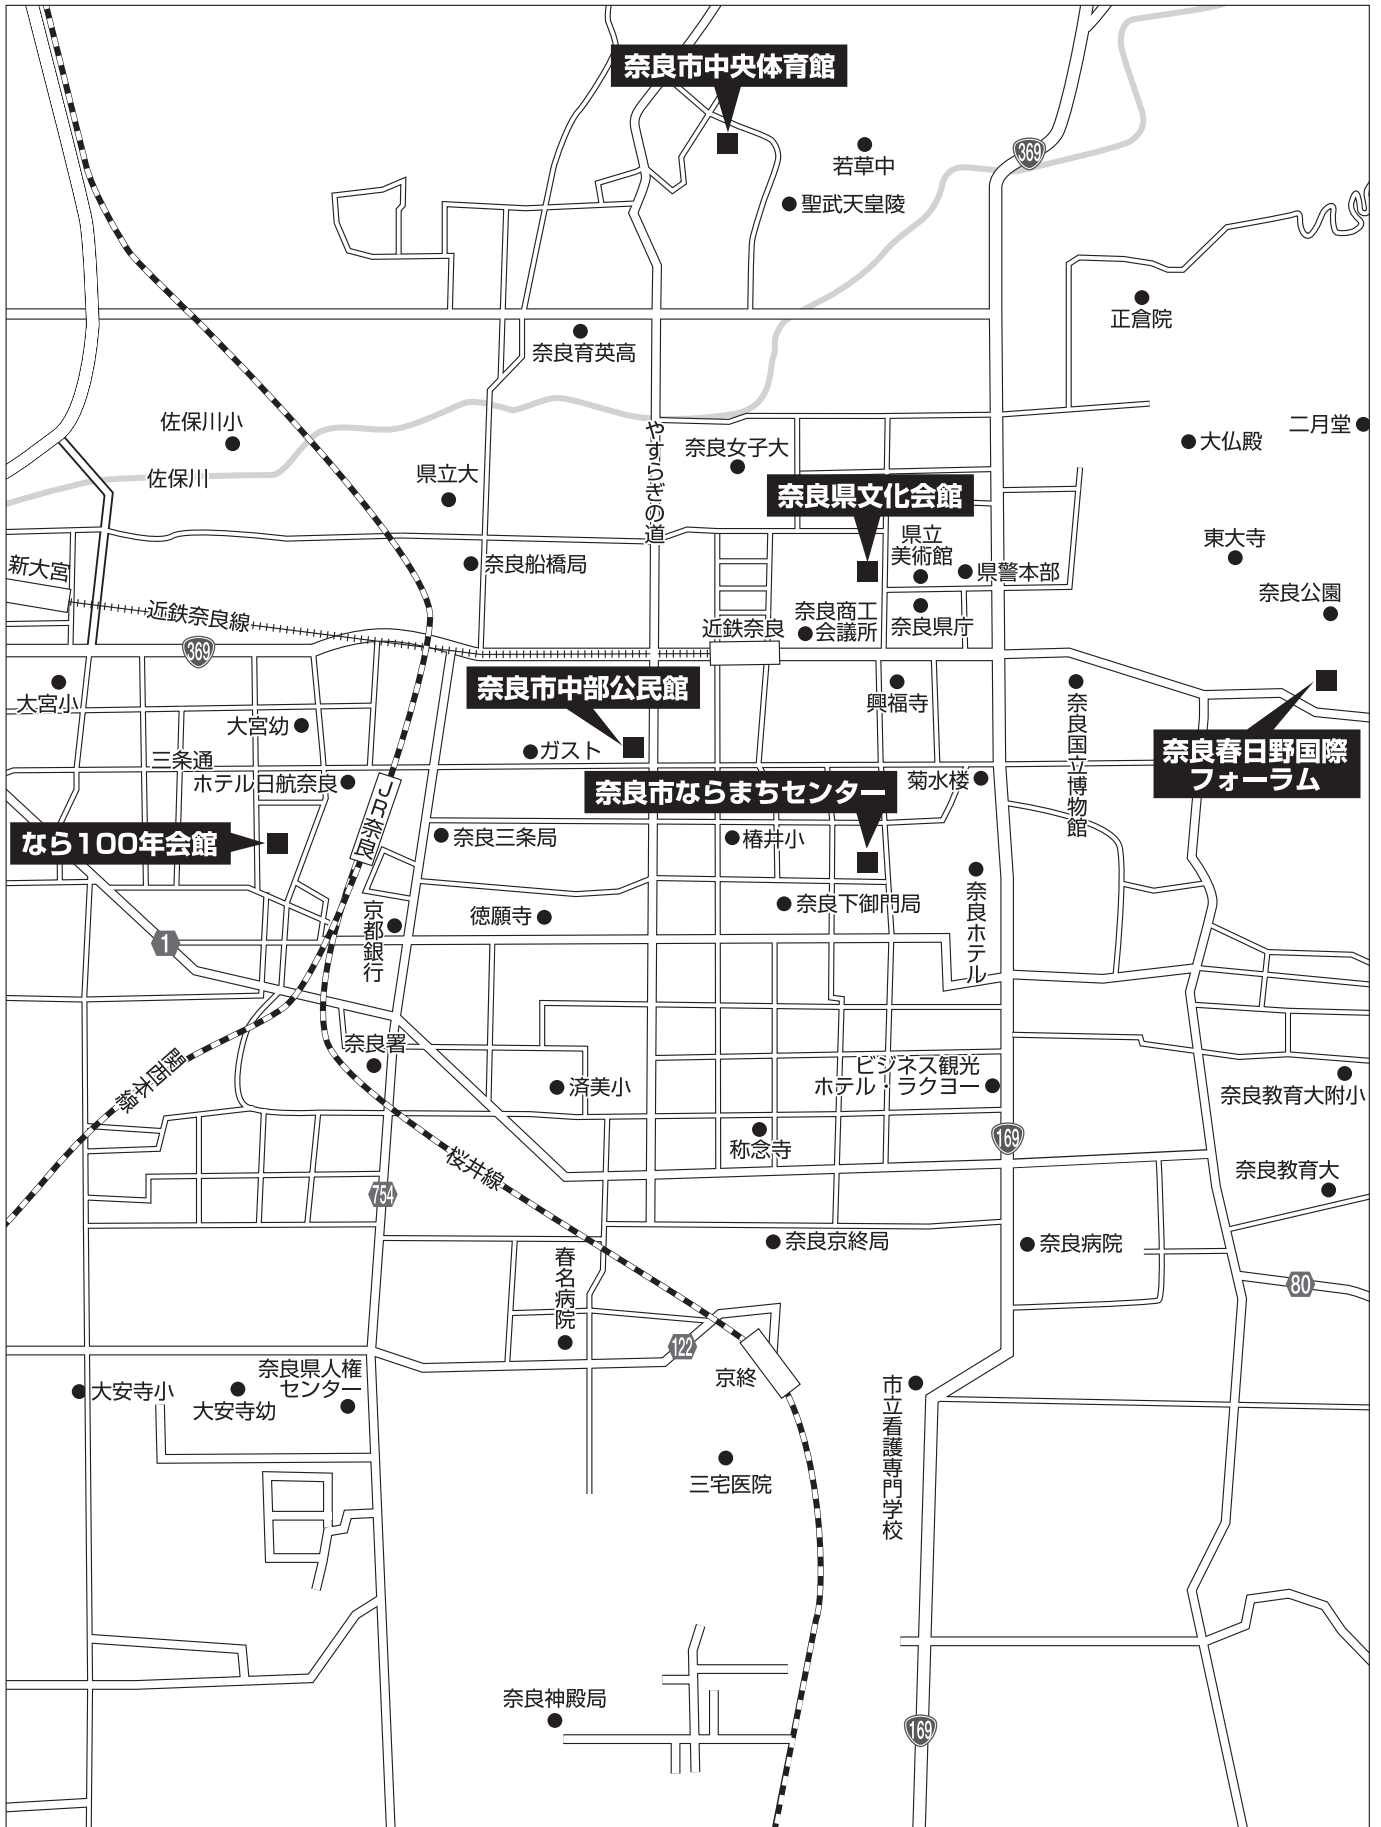 奈良市中央体育館
若草中
369
聖武天皇陵
正倉院
奈良育英高
佐保川小
佐保川
県立大
やすらぎの道
奈良女子大
大仏殿
二月堂
奈良県文化会館
県立
美術館
県警本部
東大寺
奈良公園
新大宮
奈良船橋局
近鉄奈良線
369
近鉄奈良
奈良商工
会議所
奈良県庁
大宮小
大宮幼
奈良市中部公民館
興福寺
奈良国立博物館
奈良春日野国際
フォーラム
三条通
ホテル日航奈良
ガスト
奈良市ならまちセンター
菊水楼
JR奈良
なら100年会館
奈良三条局
椿井小
奈良ホテル
京都銀行
徳願寺
奈良下御門局
1
奈良署
関西本線
済美小
ビジネス観光
ホテル・ラクヨー
奈良教育大附小
169
称念寺
桜井線
奈良教育大
754
奈良京終局
奈良病院
春名病院
80
122
京終
奈良県人権
センター
大安寺小
大安寺幼
市立看護専門学校
三宅医院
奈良神殿局
169